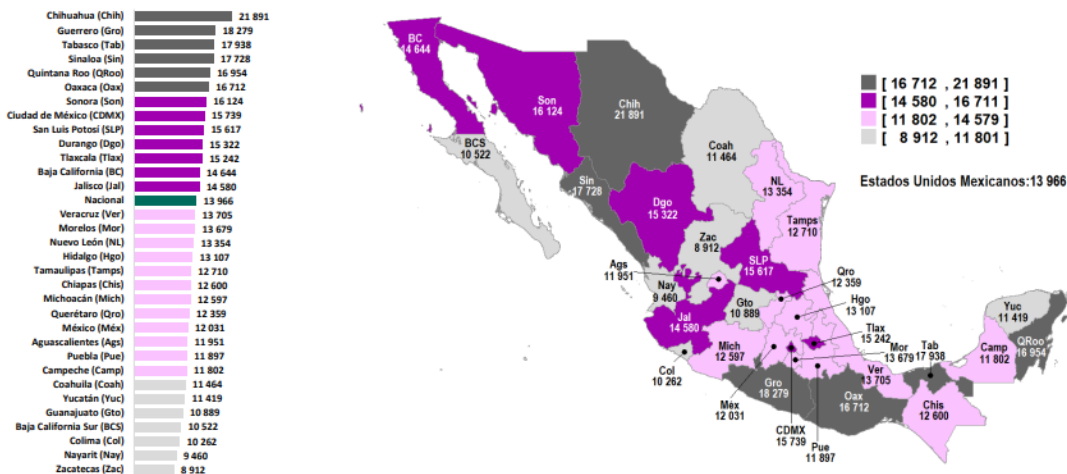 Chihuahua (Chih) 21 891
Guerrero (Gro) 18 279
Tabasco (Tab) 17 938
Sinaloa (Sin) 17 728
Quintana Roo (QRoo) 16 954
Oaxaca (Oax) 16 712
Sonora (Son) 16 124
Ciudad de México (CDMX) 15 739
San Luis Potosí (SLP) 15 617
Durango (Dgo) 15 322
Tlaxcala (Tlax) 15 242
Baja California (BC) 14 644
Jalisco (Jal) 14 580
Nacional 13 966
Veracruz (Ver) 13 705
Morelos (Mor) 13 679
Nuevo León (NL) 13 354
Hidalgo (Hgo) 13 107
Tamaulipas (Tamps) 12 710
Chiapas (Chis) 12 600
Michoacán (Mich) 12 597
Querétaro (Qro) 12 359
México (Méx) 12 031
Aguascalientes (Ags) 11 951
Puebla (Pue) 11 897
Campeche (Camp) 11 802
Coahuila (Coah) 11 464
Yucatán (Yuc) 11 419
Guanajuato (Gto) 10 889
Baja California Sur (BCS) 10 522
Colima (Col) 10 262
Nayarit (Nay) 9 460
Zacatecas (Zac) 8 912
BC
14 644
Son
16 124
Chih
21 891
BCS
10 522
Coah
11 464
Sin
17 728
NL
13 354
Dgo
15 322
Tamps
12 710
Zac
8 912
SLP
15 617
Ags
11 951
Nay
9 460
Gto
10 889
Qro
12 359
Hgo
13 107
Jal
14 580
Tlax
15 242
Yuc
11 419
QRoo
16 954
Mich
12 597
Mor
13 679
Tab
17 938
Camp
11 802
Col
10 262
Ver
13 705
Gro
18 279
Oax
16 712
Chis
12 600
Méx
12 031
CDMX
15 739
Pue
11 897
[ 16 712 , 21 891 ]
[ 14 580 , 16 711 ]
[ 11 802 , 14 579 ]
[ 8 912 , 11 801 ]
Estados Unidos Mexicanos:13 966